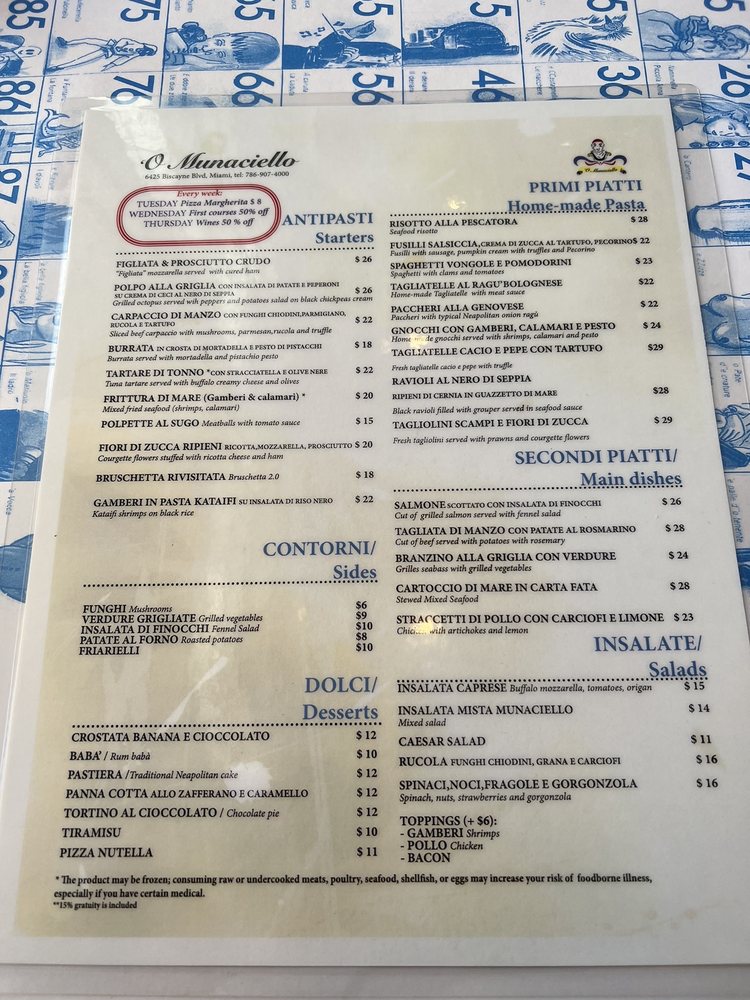 85
75
65
55
45
35
25
86
76
66
56
46
36
26
87
O Munaciello
6425 Biscayne Blvd, Miami, tel: 786-907-4000
Every week:
TUESDAY Pizza Margherita $ 8
WEDNESDAY First courses 50% off
THURSDAY Wines 50 % off
ANTIPASTI
Starters
FIGLIATA & PROSCIUTTO CRUDO $ 26
"Figliata" mozzarella served with cured ham
POLPO ALLA GRIGLIA CON INSALATA DI PATATE E PEPERONI
SU CREMA DI CECI AL NERO DI SEPPIA $ 26
Grilled octopus served wih peppers and potatoes salad on black chickpeas cream
CARPACCIO DI MANZO CON FUNGHI CHIODINI,PARMIGIANO,
RUCOLA E TARTUFO $ 22
Sliced beef carpaccio with mushrooms, parmesan,rucola and truffle
BURRATA IN CROSTA DI MORTADELLA E PESTO DI PISTACCHI $ 18
Burrata served with mortadella and pistachio pesto
TARTARE DI TONNO *CON STRACCIATELLA E OLIVE NERE $ 22
Tuna tartare served with buffalo creamy cheese and olives
FRITTURA DI MARE (Gamberi & calamari) * $ 20
Mixed fried seafood (shrimps, calamari)
POLPETTE AL SUGO Meatballs with tomato sauce $ 15
FIORI DI ZUCCA RIPIENI RICOTTA,MOZZARELLA, PROSCIUTTO $ 20
Courgette flowers stuffed with ricotta cheese and ham
BRUSCHETTA RIVISITATA Bruschetta 2.0 $ 18
GAMBERI IN PASTA KATAIFI SU INSALATA DI RISO NERO $ 22
Kataifi shrimps on black rice
CONTORNI/
Sides
FUNGHI Mushrooms $6
VERDURE GRIGLIATE Grilled vegetables $9
INSALATA DI FINOCCHI Fennel Salad $10
PATATE AL FORNO Roasted potatoes $8
FRIARIELLI $10
DOLCI/
Desserts
CROSTATA BANANA E CIOCCOLATO $ 12
BABA' / Rum babà $ 10
PASTIERA /Traditional Neapolitan cake $ 12
PANNA COTTA ALLO ZAFFERANO E CARAMELLO $ 12
TORTINO AL CIOCCOLATO / Chocolate pie $ 12
TIRAMISU $ 10
PIZZA NUTELLA $ 11
O Munaciello
PRIMI PIATTI
Home-made Pasta
RISOTTO ALLA PESCATORA $ 28
Seafood risotto
FUSILLI SALSICCIA,CREMA DI ZUCCA AL TARTUFO, PECORINO $ 22
Fusilli with sausage, pumpkin cream with truffles and Pecorino
SPAGHETTI VONGOLE E POMODORINI $ 23
Spaghetti with clams and tomatoes
TAGLIATELLE AL RAGU'BOLOGNESE $22
Home-made Tagliatelle with meat sauce
PACCHERI ALLA GENOVESE $ 22
Paccheri with typical Neapolitan onion ragù
GNOCCHI CON GAMBERI, CALAMARI E PESTO $ 24
Home-made gnocchi served with shrimps, calamari and pesto
TAGLIATELLE CACIO E PEPE CON TARTUFO $29
Fresh tagliatelle cacio e pepe with truffle
RAVIOLI AL NERO DI SEPPIA
RIPIENI DI CERNIA IN GUAZZETTO DI MARE $28
Black ravioli filled with grouper served in seafood sauce
TAGLIOLINI SCAMPI E FIORI DI ZUCCA $ 29
Fresh tagliolini served with prawns and courgette flowers
SECONDI PIATTI/
Main dishes
SALMONE SCOTTATO CON INSALATA DI FINOCCHI $ 26
Cut of grilled salmon served with fennel salad
TAGLIATA DI MANZO CON PATATE AL ROSMARINO $ 28
Cut of beef served with potatoes with rosemary
BRANZINO ALLA GRIGLIA CON VERDURE $ 24
Grilles seabass with grilled vegetables
CARTOCCIO DI MARE IN CARTA FATA $ 28
Stewed Mixed Seafood
STRACCETTI DI POLLO CON CARCIOFI E LIMONE $ 23
Chicken with artichokes and lemon
INSALATE/
Salads
INSALATA CAPRESE Buffalo mozzarella, tomatoes, origan $ 15
INSALATA MISTA MUNACIELLO $ 14
Mixed salad
CAESAR SALAD $ 11
RUCOLA FUNGHI CHIODINI, GRANA E CARCIOFI $ 16
SPINACI,NOCI,FRAGOLE E GORGONZOLA $ 16
Spinach, nuts, strawberries and gorgonzola
TOPPINGS (+ $6):
- GAMBERI Shrimps
- POLLO Chicken
- BACON
* The product may be frozen; consuming raw or undercooked meats, poultry, seafood, shellfish, or eggs may increase your risk of foodborne illness,
especially if you have certain medical.
**15% gratuity is included